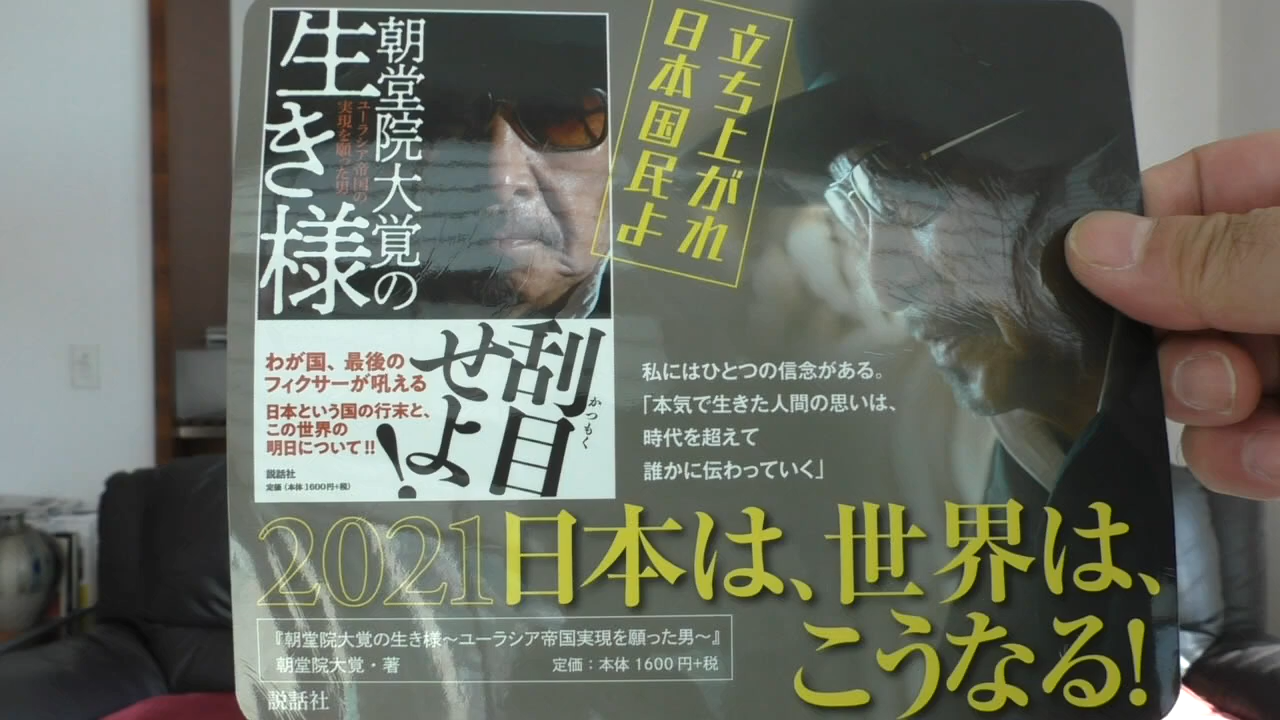 朝堂院大覚の
生き様
ユーラシア帝国の
実現を願った男
刮目
かつもく
せよ!
わが国、最後の
フィクサーが吼える
日本という国の行末と、
この世界の
明日について!!
説話社
定価(本体1600円+税)
立ち上がれ
日本国民よ
私にはひとつの信念がある。
「本気で生きた人間の思いは、
時代を超えて
誰かに伝わっていく」
2021日本は、世界は、
こうなる!
『朝堂院大覚の生き様〜ユーラシア帝国実現を願った男〜』
朝堂院大覚・著
定価:本体1600円+税
説話社